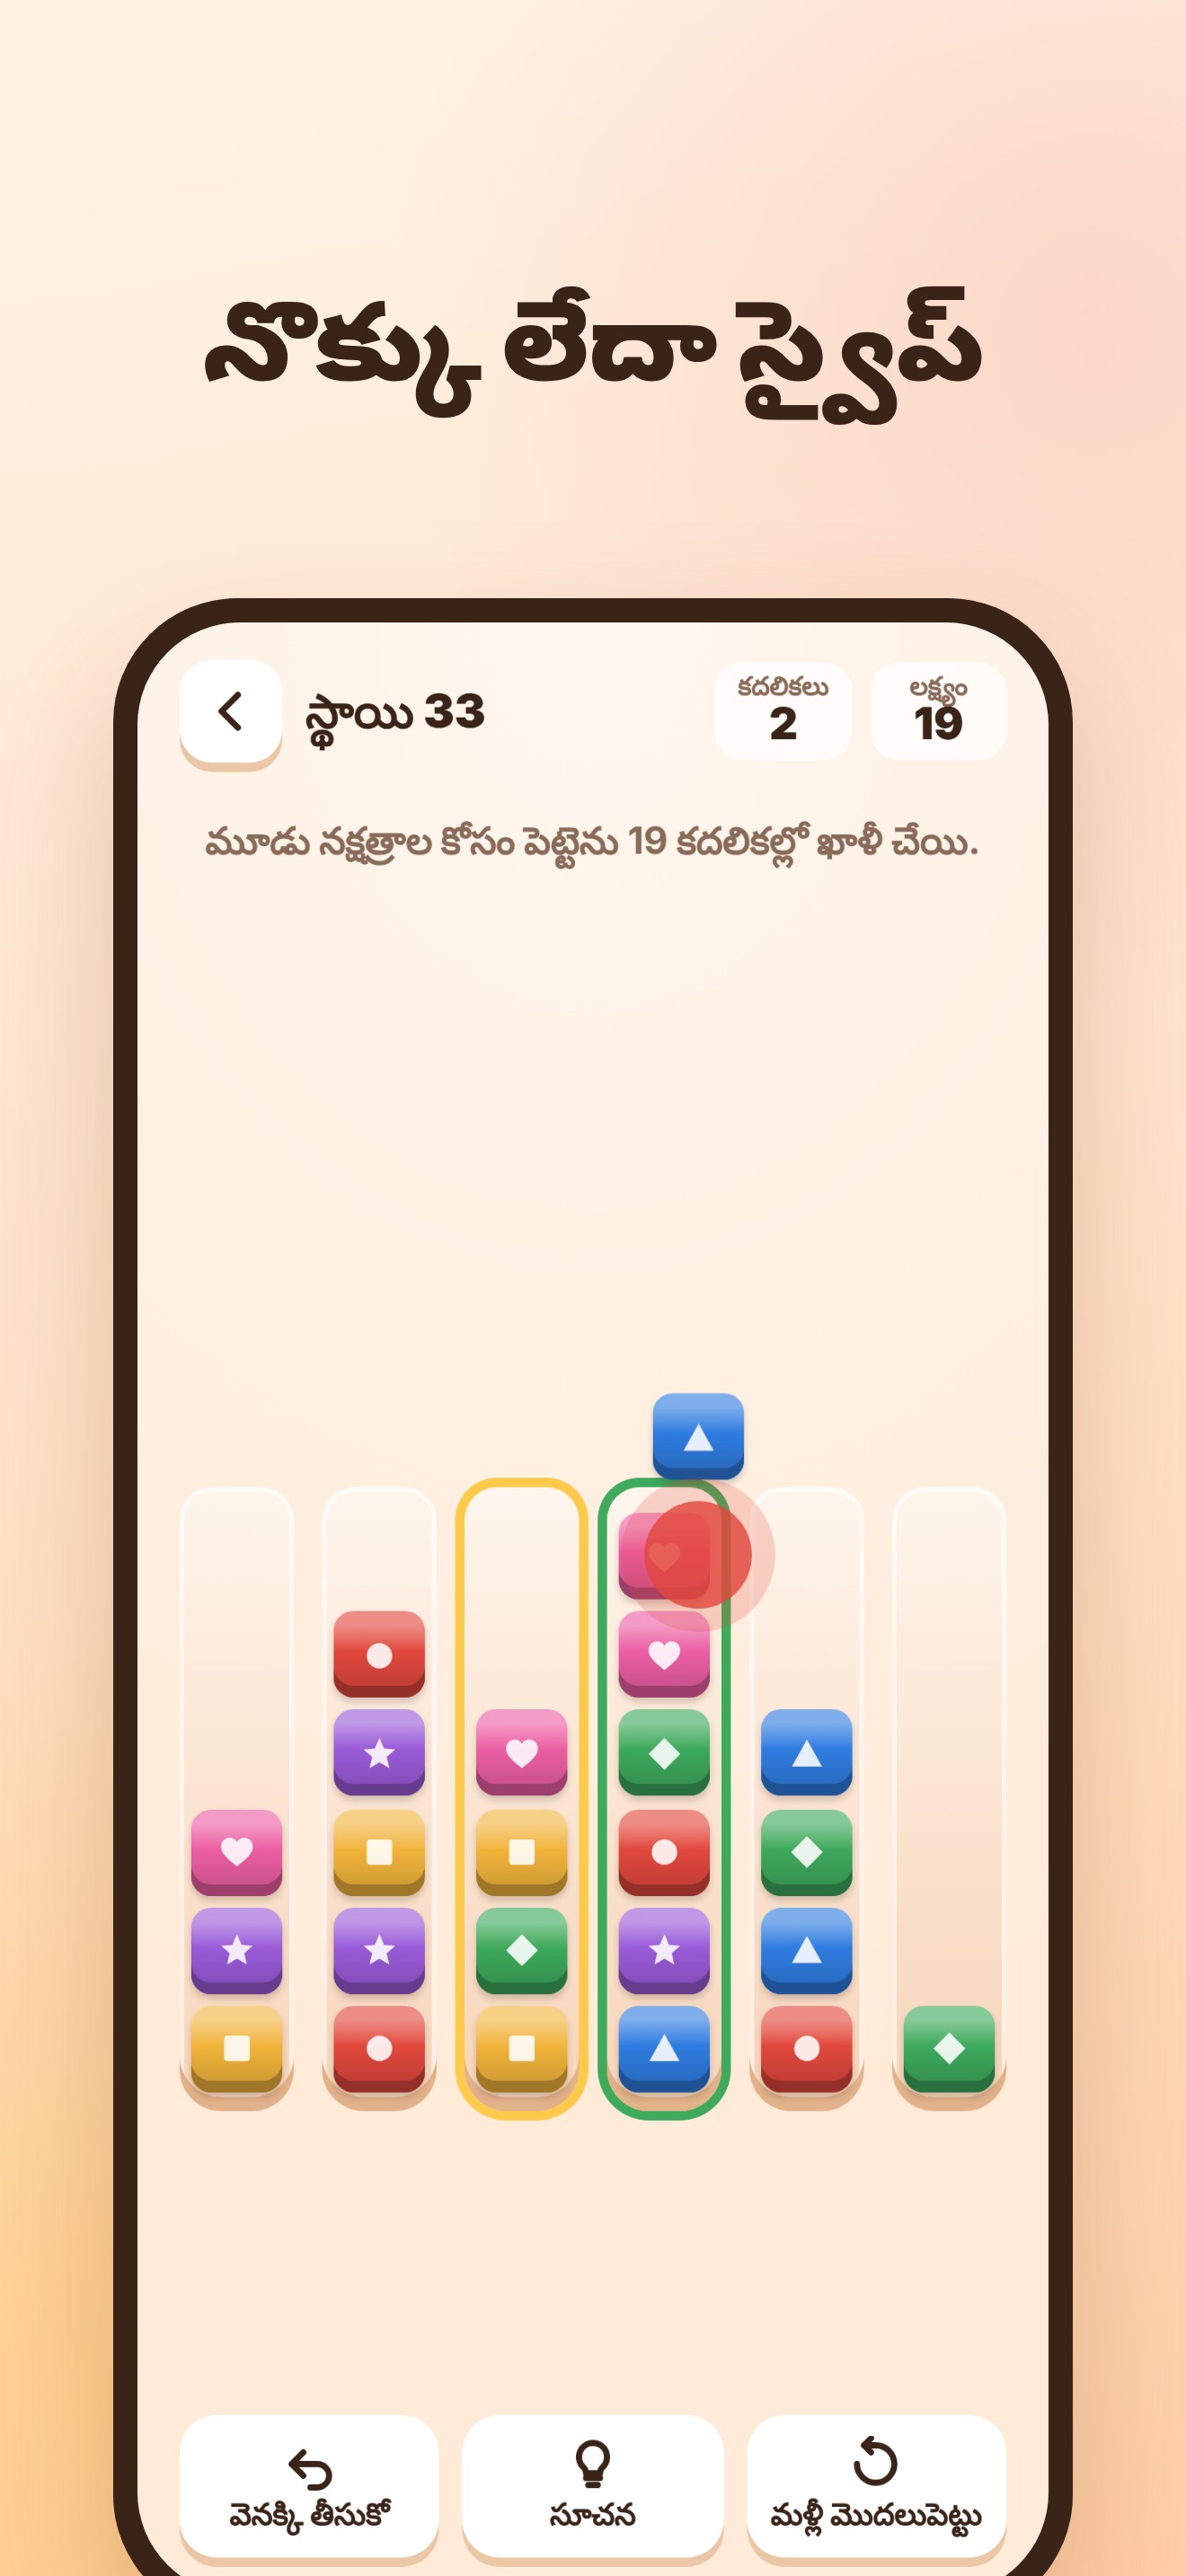 నొక్కు లేదా స్వైప్
స్థాయి 33
కదలికలు
2
లక్ష్యం
19
మూడు నక్షత్రాల కోసం పెట్టెను 19 కదలికల్లో ఖాళీ చేయి.
వెనక్కి తీసుకో
సూచన
మళ్లీ మొదలుపెట్టు